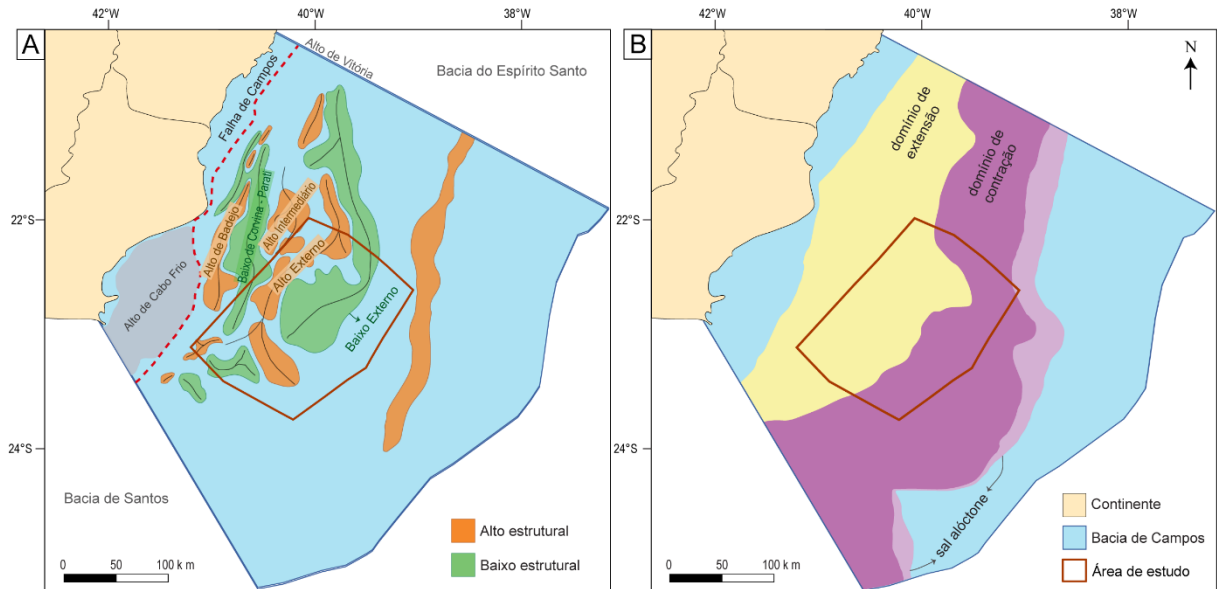 42°W
40°W
38°W
A
Alto de Vitória
Bacia do Espírito Santo
Falha de Campos
22°S
Alto de Badejo
Baixo de Corvina - Parati
Alto Intermediário
Alto Externo
Alto de Cabo Frio
Baixo Externo
24°S
Bacia de Santos
Alto estrutural
Baixo estrutural
0 50 100 km
42°W
40°W
38°W
B
N
domínio de
extensão
domínio de
contração
22°S
24°S
sal alóctone
Continente
Bacia de Campos
Área de estudo
0 50 100 km